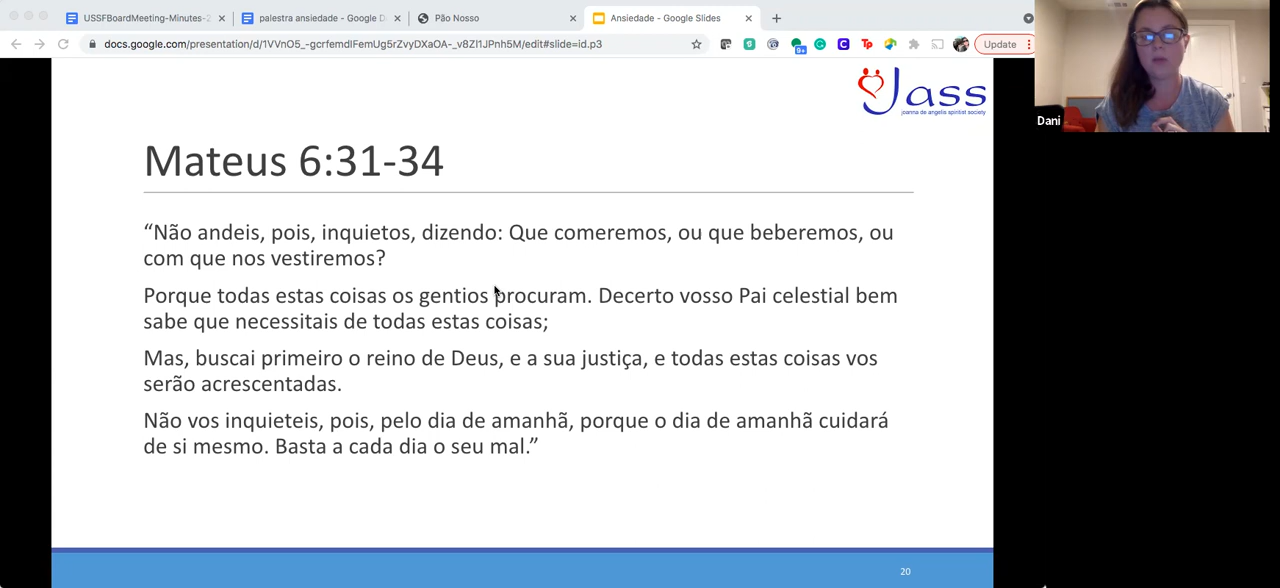 USSFBoardMeeting-Minutes-2
palestra ansiedade - Google D
Pão Nosso
Ansiedade - Google Slides
docs.google.com/presentation/d/1VVnO5_-gcrfemdIFemUg5rZvyDXaOA-_v8ZI1JPnh5M/edit#slide=id.p3
Update
Jass
joanna de angelis spiritist society
Dani
Mateus 6:31-34
“Não andeis, pois, inquietos, dizendo: Que comeremos, ou que beberemos, ou
com que nos vestiremos?
Porque todas estas coisas os gentios procuram. Decerto vosso Pai celestial bem
sabe que necessitais de todas estas coisas;
Mas, buscai primeiro o reino de Deus, e a sua justiça, e todas estas coisas vos
serão acrescentadas.
Não vos inquieteis, pois, pelo dia de amanhã, porque o dia de amanhã cuidará
de si mesmo. Basta a cada dia o seu mal.”
20